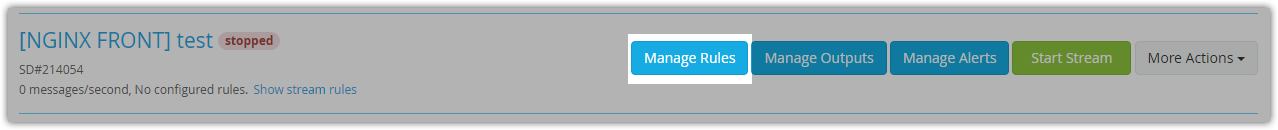 [NGINX FRONT] test stopped
Manage Rules Manage Outputs Manage Alerts Start Stream More Actions
SD#214054
0 messages/second, No configured rules. Show stream rules